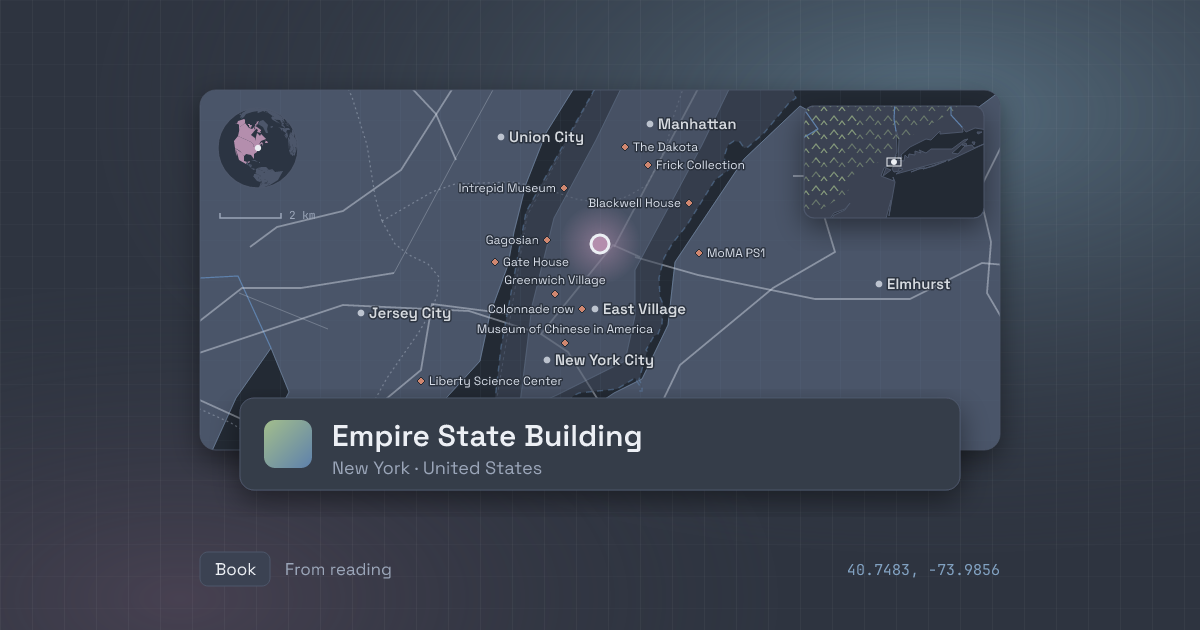 Manhattan
Union City
The Dakota
Frick Collection
Intrepid Museum
Blackwell House
2 km
Gagosian
MoMA PS1
Gate House
Greenwich Village
Elmhurst
Colonnade row
East Village
Jersey City
Museum of Chinese in America
New York City
Liberty Science Center
Empire State Building
New York · United States
Book
From reading
40.7483, -73.9856